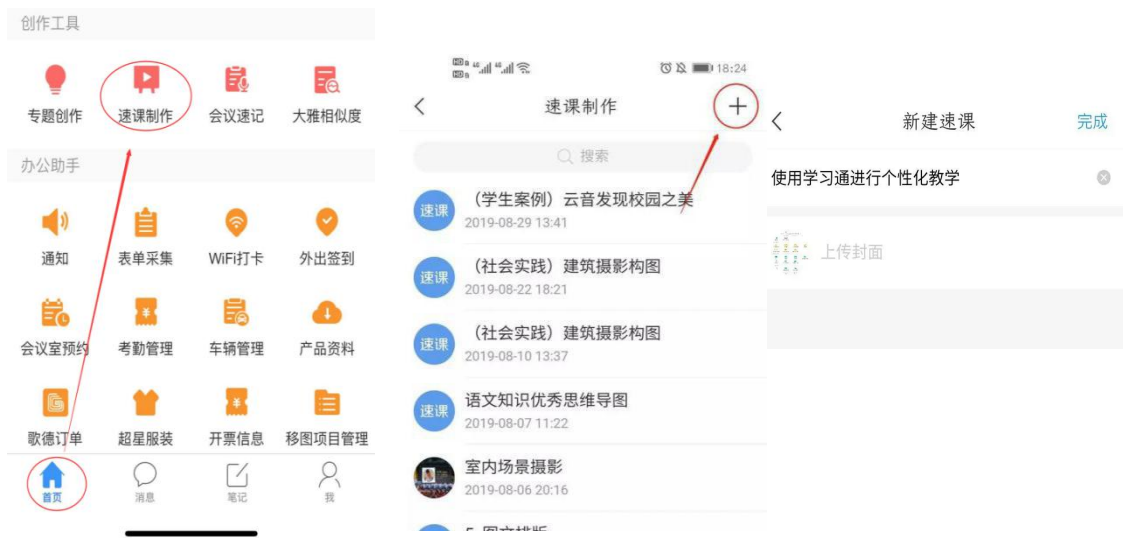 创作工具
专题创作 速课制作 会议速记 大雅相似度
办公助手
通知 表单采集 WiFi打卡 外出签到
会议室预约 考勤管理 车辆管理 产品资料
歌德订单 超星服装 开票信息 移图项目管理
首页 消息 笔记 我
18:24
速课制作
搜索
速课 （学生案例）云音发现校园之美
2019-08-29 13:41
速课 （社会实践）建筑摄影构图
2019-08-22 18:21
速课 （社会实践）建筑摄影构图
2019-08-10 13:37
速课 语文知识优秀思维导图
2019-08-07 11:22
室内场景摄影
2019-08-06 20:16
新建速课 完成
使用学习通进行个性化教学
上传封面